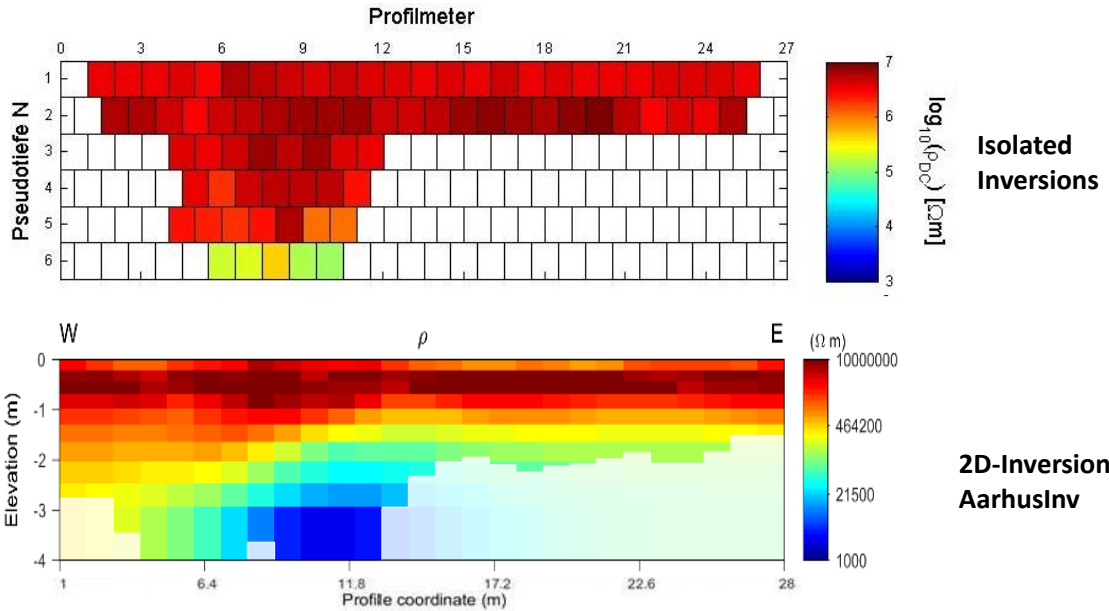 Profilmeter
0 3 6 9 12 15 18 21 24 27
Pseudotiefe N
1
2
3
4
5
6
7
6
5
4
3
-
log10(ρDC) [Ωm]
Isolated
Inversions
W ρ E
(Ω m)
Elevation (m)
0
-1
-2
-3
-4
10000000
464200
21500
1000
2D-Inversion
AarhusInv
1 6.4 11.8 17.2 22.6 28
Profile coordinate (m)